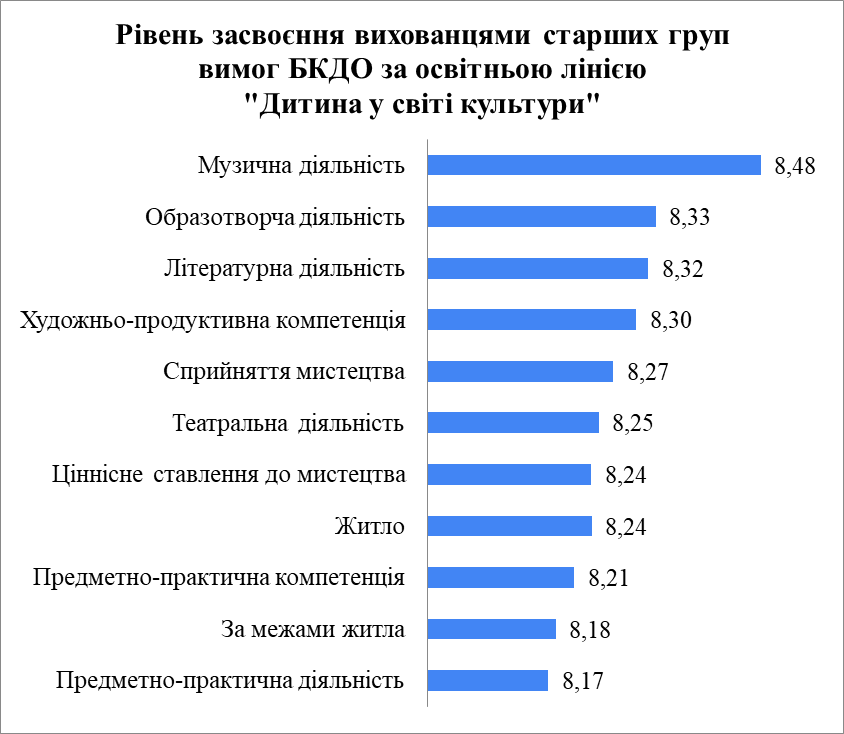 Рівень засвоєння вихованцями старших груп
вимог БКДО за освітньою лінією
"Дитина у світі культури"
Музична діяльність 8,48
Образотворча діяльність 8,33
Літературна діяльність 8,32
Художньо-продуктивна компетенція 8,30
Сприйняття мистецтва 8,27
Театральна діяльність 8,25
Ціннісне ставлення до мистецтва 8,24
Житло 8,24
Предметно-практична компетенція 8,21
За межами житла 8,18
Предметно-практична діяльність 8,17